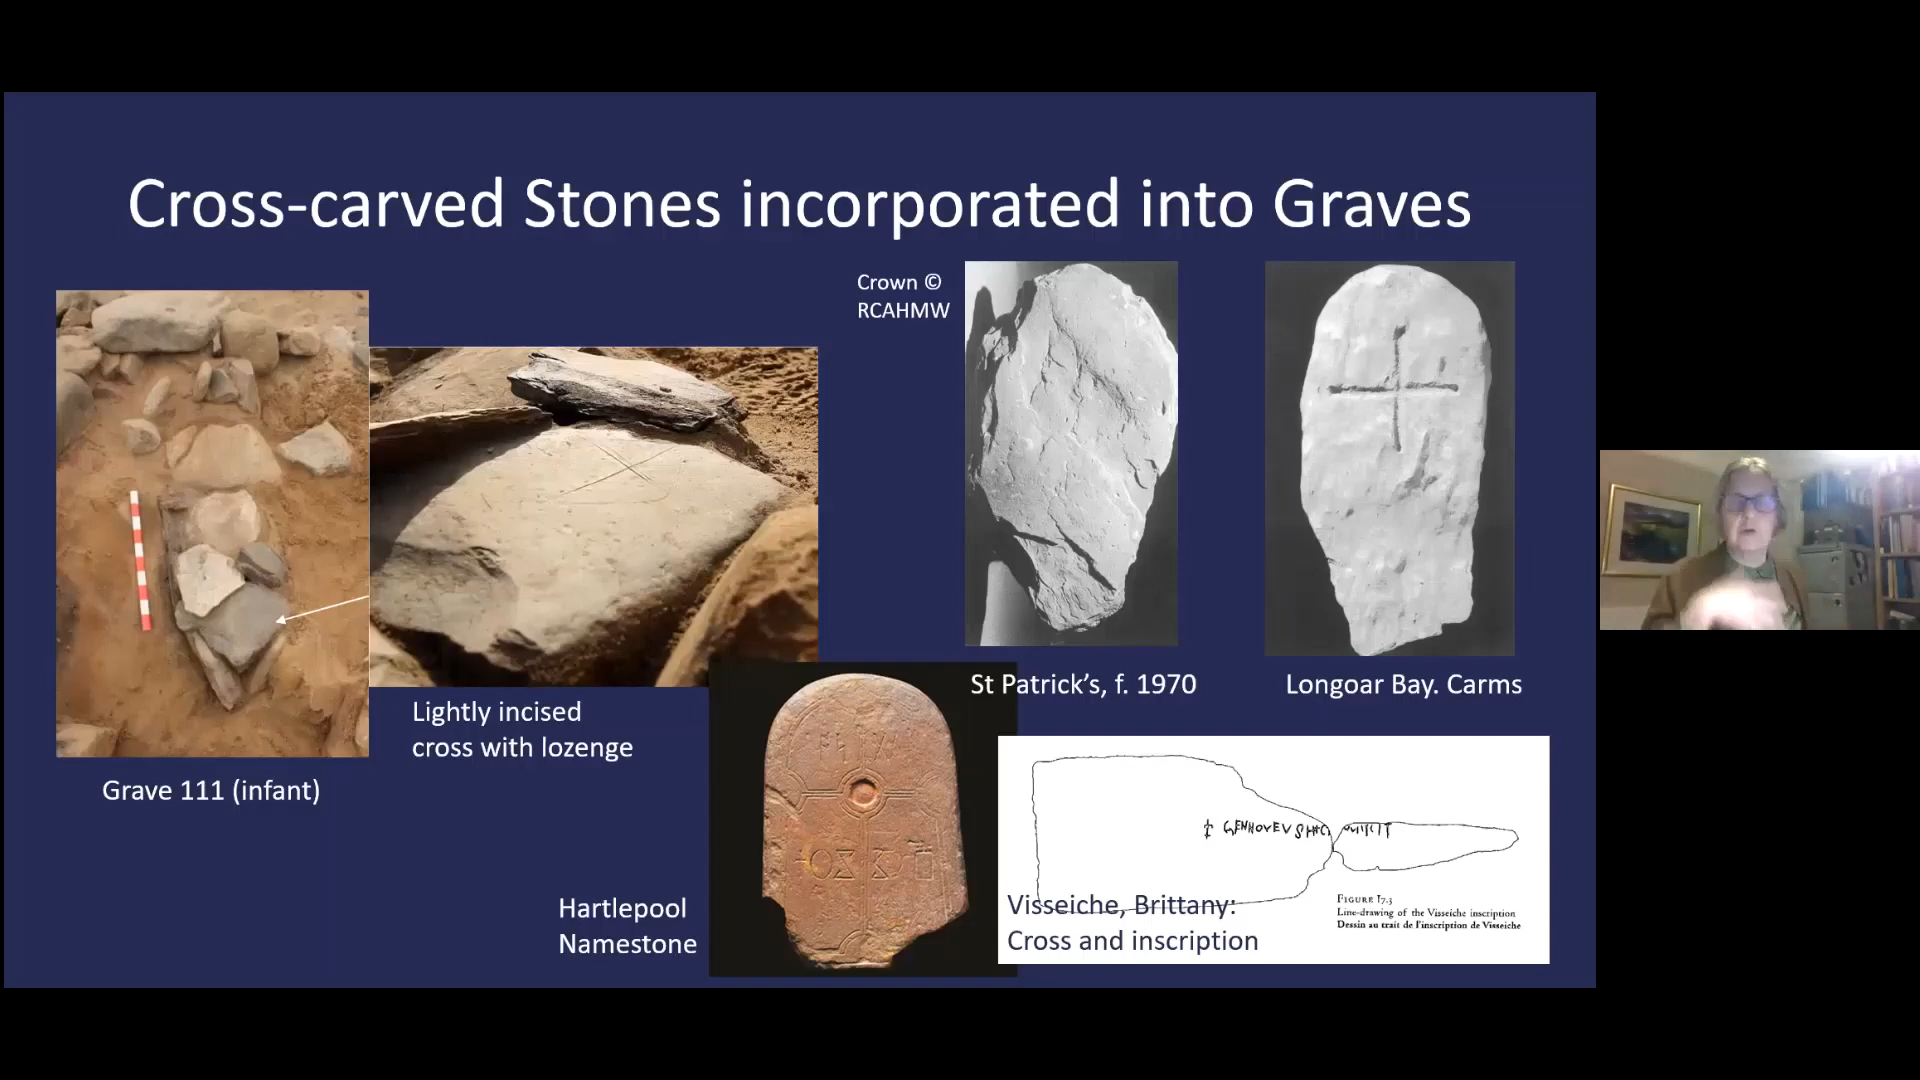 Cross-carved Stones incorporated into Graves
Crown ©
RCAHMW
St Patrick's, f. 1970
Longoar Bay. Carms
Lightly incised
cross with lozenge
Grave 111 (infant)
Hartlepool
Namestone
Visseiche, Brittany:
Cross and inscription
FIGURE 17.3
Line-drawing of the Visseiche inscription
Dessin au trait de l'inscription de Visseiche